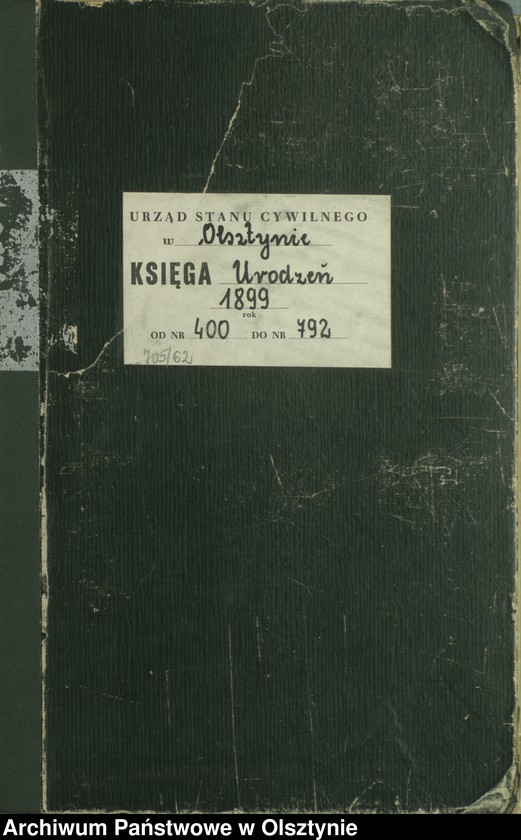 URZĄD STANU CYWILNEGO
w Olsztynie
KSIĘGA Urodzeń
1899
rok
OD NR 400 DO NR 792
705/62
Archiwum Państwowe w Olsztynie